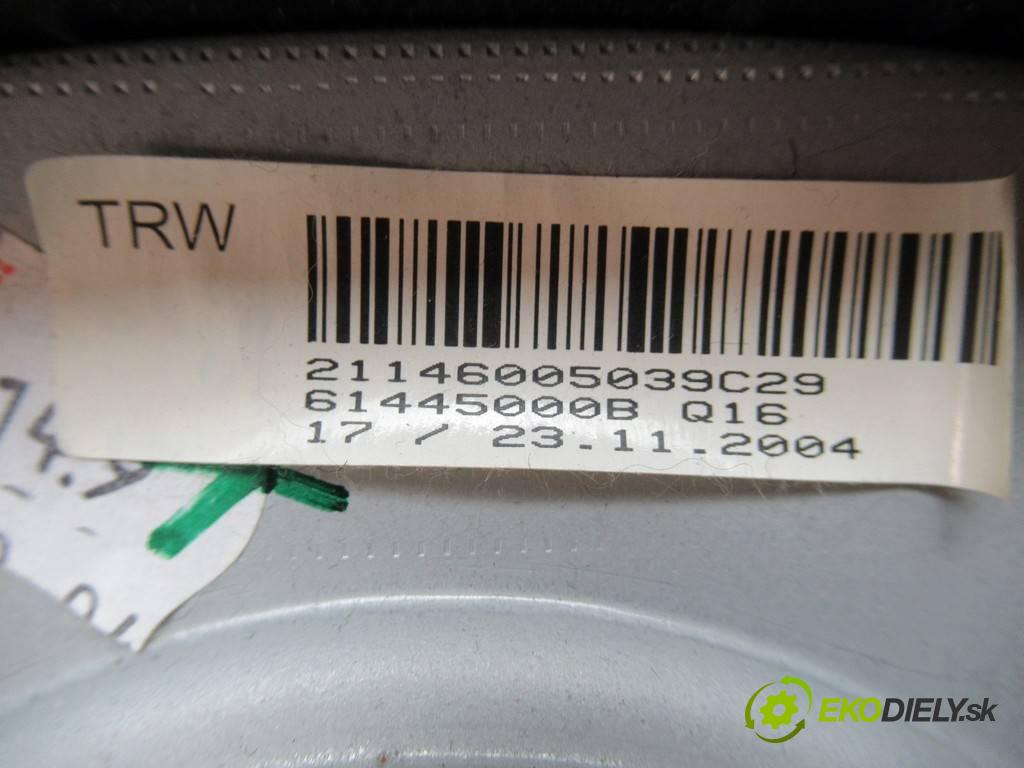 TRW
21146005039C29
61445000B Q16
17 / 23.11.2004
EKODIELY.sk